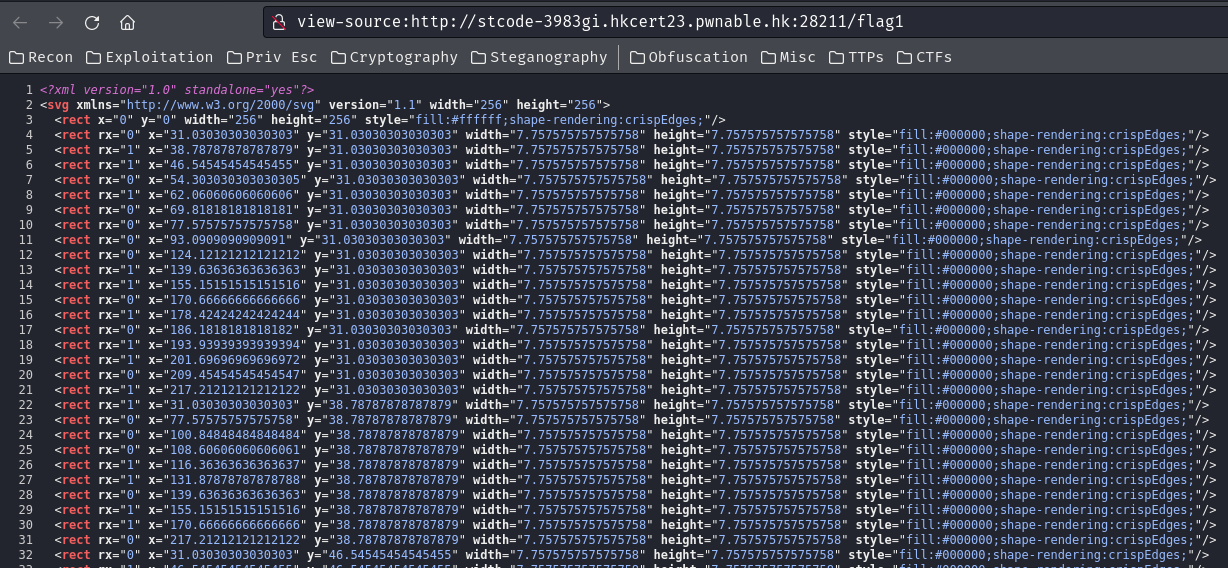 view-source:http://stcode-3983gi.hkcert23.pwnable.hk:28211/flag1
Recon Exploitation Priv Esc Cryptography Steganography Obfuscation Misc TTPs CTFs
1 <?xml version="1.0" standalone="yes"?>
2 <svg xmlns="http://www.w3.org/2000/svg" version="1.1" width="256" height="256">
3 <rect x="0" y="0" width="256" height="256" style="fill:#ffffff;shape-rendering:crispEdges;"/>
4 <rect rx="0" x="31.03030303030303" y="31.03030303030303" width="7.757575757575758" height="7.757575757575758" style="fill:#000000;shape-rendering:crispEdges;"/>
5 <rect rx="1" x="38.78787878787879" y="31.03030303030303" width="7.757575757575758" height="7.757575757575758" style="fill:#000000;shape-rendering:crispEdges;"/>
6 <rect rx="1" x="46.54545454545455" y="31.03030303030303" width="7.757575757575758" height="7.757575757575758" style="fill:#000000;shape-rendering:crispEdges;"/>
7 <rect rx="0" x="54.303030303030305" y="31.03030303030303" width="7.757575757575758" height="7.757575757575758" style="fill:#000000;shape-rendering:crispEdges;"/>
8 <rect rx="1" x="62.06060606060606" y="31.03030303030303" width="7.757575757575758" height="7.757575757575758" style="fill:#000000;shape-rendering:crispEdges;"/>
9 <rect rx="0" x="69.81818181818181" y="31.03030303030303" width="7.757575757575758" height="7.757575757575758" style="fill:#000000;shape-rendering:crispEdges;"/>
10 <rect rx="0" x="77.57575757575758" y="31.03030303030303" width="7.757575757575758" height="7.757575757575758" style="fill:#000000;shape-rendering:crispEdges;"/>
11 <rect rx="0" x="93.0909090909091" y="31.03030303030303" width="7.757575757575758" height="7.757575757575758" style="fill:#000000;shape-rendering:crispEdges;"/>
12 <rect rx="0" x="124.12121212121212" y="31.03030303030303" width="7.757575757575758" height="7.757575757575758" style="fill:#000000;shape-rendering:crispEdges;"/>
13 <rect rx="1" x="139.63636363636363" y="31.03030303030303" width="7.757575757575758" height="7.757575757575758" style="fill:#000000;shape-rendering:crispEdges;"/>
14 <rect rx="1" x="155.15151515151516" y="31.03030303030303" width="7.757575757575758" height="7.757575757575758" style="fill:#000000;shape-rendering:crispEdges;"/>
15 <rect rx="0" x="170.66666666666666" y="31.03030303030303" width="7.757575757575758" height="7.757575757575758" style="fill:#000000;shape-rendering:crispEdges;"/>
16 <rect rx="1" x="178.42424242424244" y="31.03030303030303" width="7.757575757575758" height="7.757575757575758" style="fill:#000000;shape-rendering:crispEdges;"/>
17 <rect rx="0" x="186.1818181818182" y="31.03030303030303" width="7.757575757575758" height="7.757575757575758" style="fill:#000000;shape-rendering:crispEdges;"/>
18 <rect rx="1" x="193.93939393939394" y="31.03030303030303" width="7.757575757575758" height="7.757575757575758" style="fill:#000000;shape-rendering:crispEdges;"/>
19 <rect rx="1" x="201.69696969696972" y="31.03030303030303" width="7.757575757575758" height="7.757575757575758" style="fill:#000000;shape-rendering:crispEdges;"/>
20 <rect rx="0" x="209.45454545454547" y="31.03030303030303" width="7.757575757575758" height="7.757575757575758" style="fill:#000000;shape-rendering:crispEdges;"/>
21 <rect rx="1" x="217.21212121212122" y="31.03030303030303" width="7.757575757575758" height="7.757575757575758" style="fill:#000000;shape-rendering:crispEdges;"/>
22 <rect rx="1" x="31.03030303030303" y="38.78787878787879" width="7.757575757575758" height="7.757575757575758" style="fill:#000000;shape-rendering:crispEdges;"/>
23 <rect rx="0" x="77.57575757575758" y="38.78787878787879" width="7.757575757575758" height="7.757575757575758" style="fill:#000000;shape-rendering:crispEdges;"/>
24 <rect rx="0" x="100.84848484848484" y="38.78787878787879" width="7.757575757575758" height="7.757575757575758" style="fill:#000000;shape-rendering:crispEdges;"/>
25 <rect rx="0" x="108.60606060606061" y="38.78787878787879" width="7.757575757575758" height="7.757575757575758" style="fill:#000000;shape-rendering:crispEdges;"/>
26 <rect rx="1" x="116.36363636363637" y="38.78787878787879" width="7.757575757575758" height="7.757575757575758" style="fill:#000000;shape-rendering:crispEdges;"/>
27 <rect rx="1" x="131.87878787878788" y="38.78787878787879" width="7.757575757575758" height="7.757575757575758" style="fill:#000000;shape-rendering:crispEdges;"/>
28 <rect rx="0" x="139.63636363636363" y="38.78787878787879" width="7.757575757575758" height="7.757575757575758" style="fill:#000000;shape-rendering:crispEdges;"/>
29 <rect rx="1" x="155.15151515151516" y="38.78787878787879" width="7.757575757575758" height="7.757575757575758" style="fill:#000000;shape-rendering:crispEdges;"/>
30 <rect rx="1" x="170.66666666666666" y="38.78787878787879" width="7.757575757575758" height="7.757575757575758" style="fill:#000000;shape-rendering:crispEdges;"/>
31 <rect rx="0" x="217.21212121212122" y="38.78787878787879" width="7.757575757575758" height="7.757575757575758" style="fill:#000000;shape-rendering:crispEdges;"/>
32 <rect rx="0" x="31.03030303030303" y="46.54545454545455" width="7.757575757575758" height="7.757575757575758" style="fill:#000000;shape-rendering:crispEdges;"/>